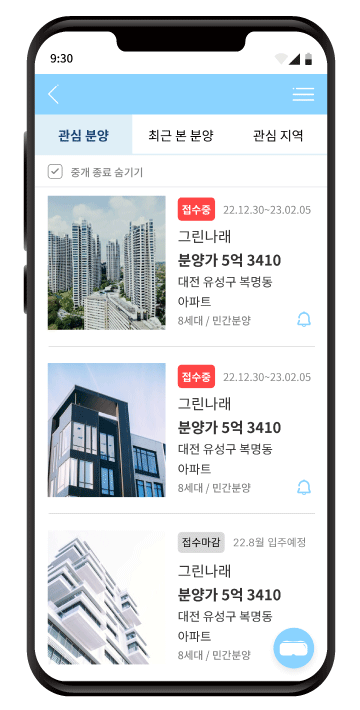 9:30
관심 분양 최근 본 분양 관심 지역
중개 종료 숨기기
접수중 22.12.30~23.02.05
그린나래
분양가 5억 3410
대전 유성구 복명동
아파트
8세대 / 민간분양
접수중 22.12.30~23.02.05
그린나래
분양가 5억 3410
대전 유성구 복명동
아파트
8세대 / 민간분양
접수마감 22.8월 입주예정
그린나래
분양가 5억 3410
대전 유성구 복명동
아파트
8세대 / 민간분양